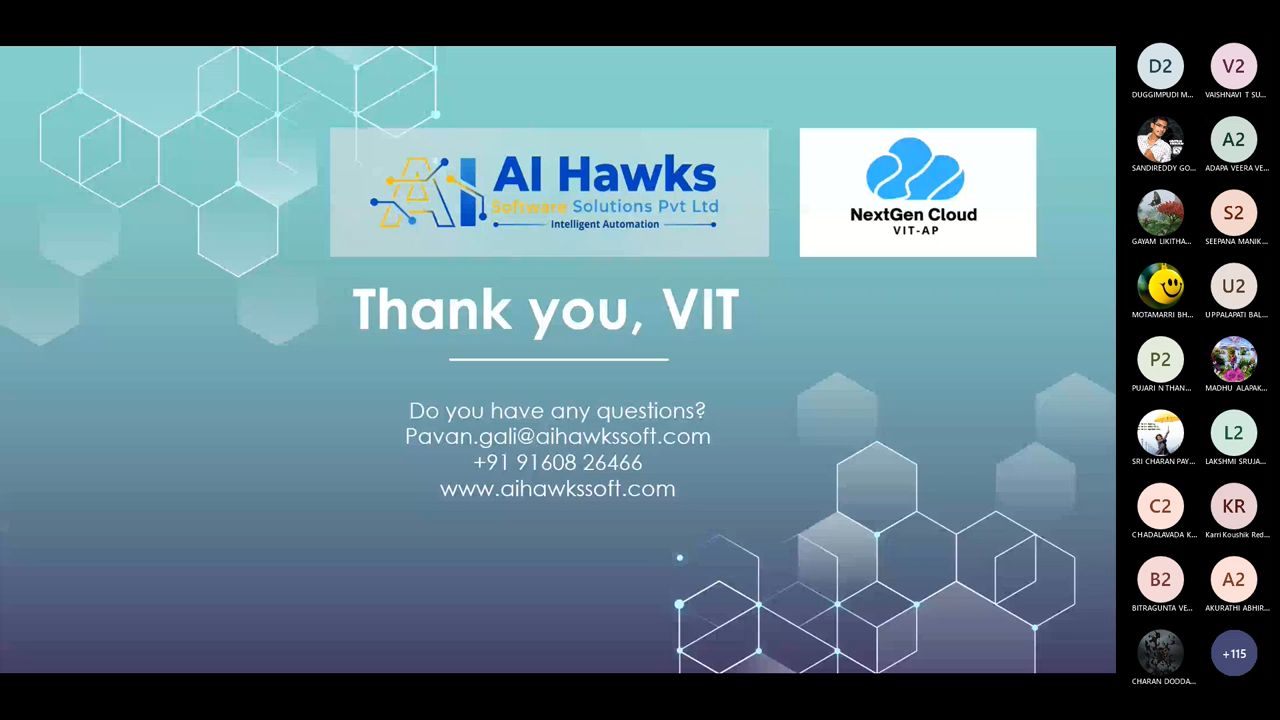 AI Hawks
Software Solutions Pvt Ltd
Intelligent Automation
NextGen Cloud
VIT-AP
Thank you, VIT
Do you have any questions?
Pavan.gali@aihawkssoft.com
+91 91608 26466
www.aihawkssoft.com
D2
V2
DUGGIMPUDI M...
VAISHNAVI T SU...
A2
SANDIREDDY GO...
ADAPA VEERA VE...
S2
GAYAM LIKITHA...
SEEPANA MANIK...
U2
MOTAMARRI BH...
UPPALAPATI BAL...
P2
PUJARI N THAN...
MADHU ALAPAK...
L2
SRI CHARAN PAY...
LAKSHMI SRUJA...
C2
KR
CHADALAVADA K...
Karri Koushik Red...
B2
A2
BITRAGUNTA VE...
AKURATHI ABHIR...
+115
CHARAN DODDA...